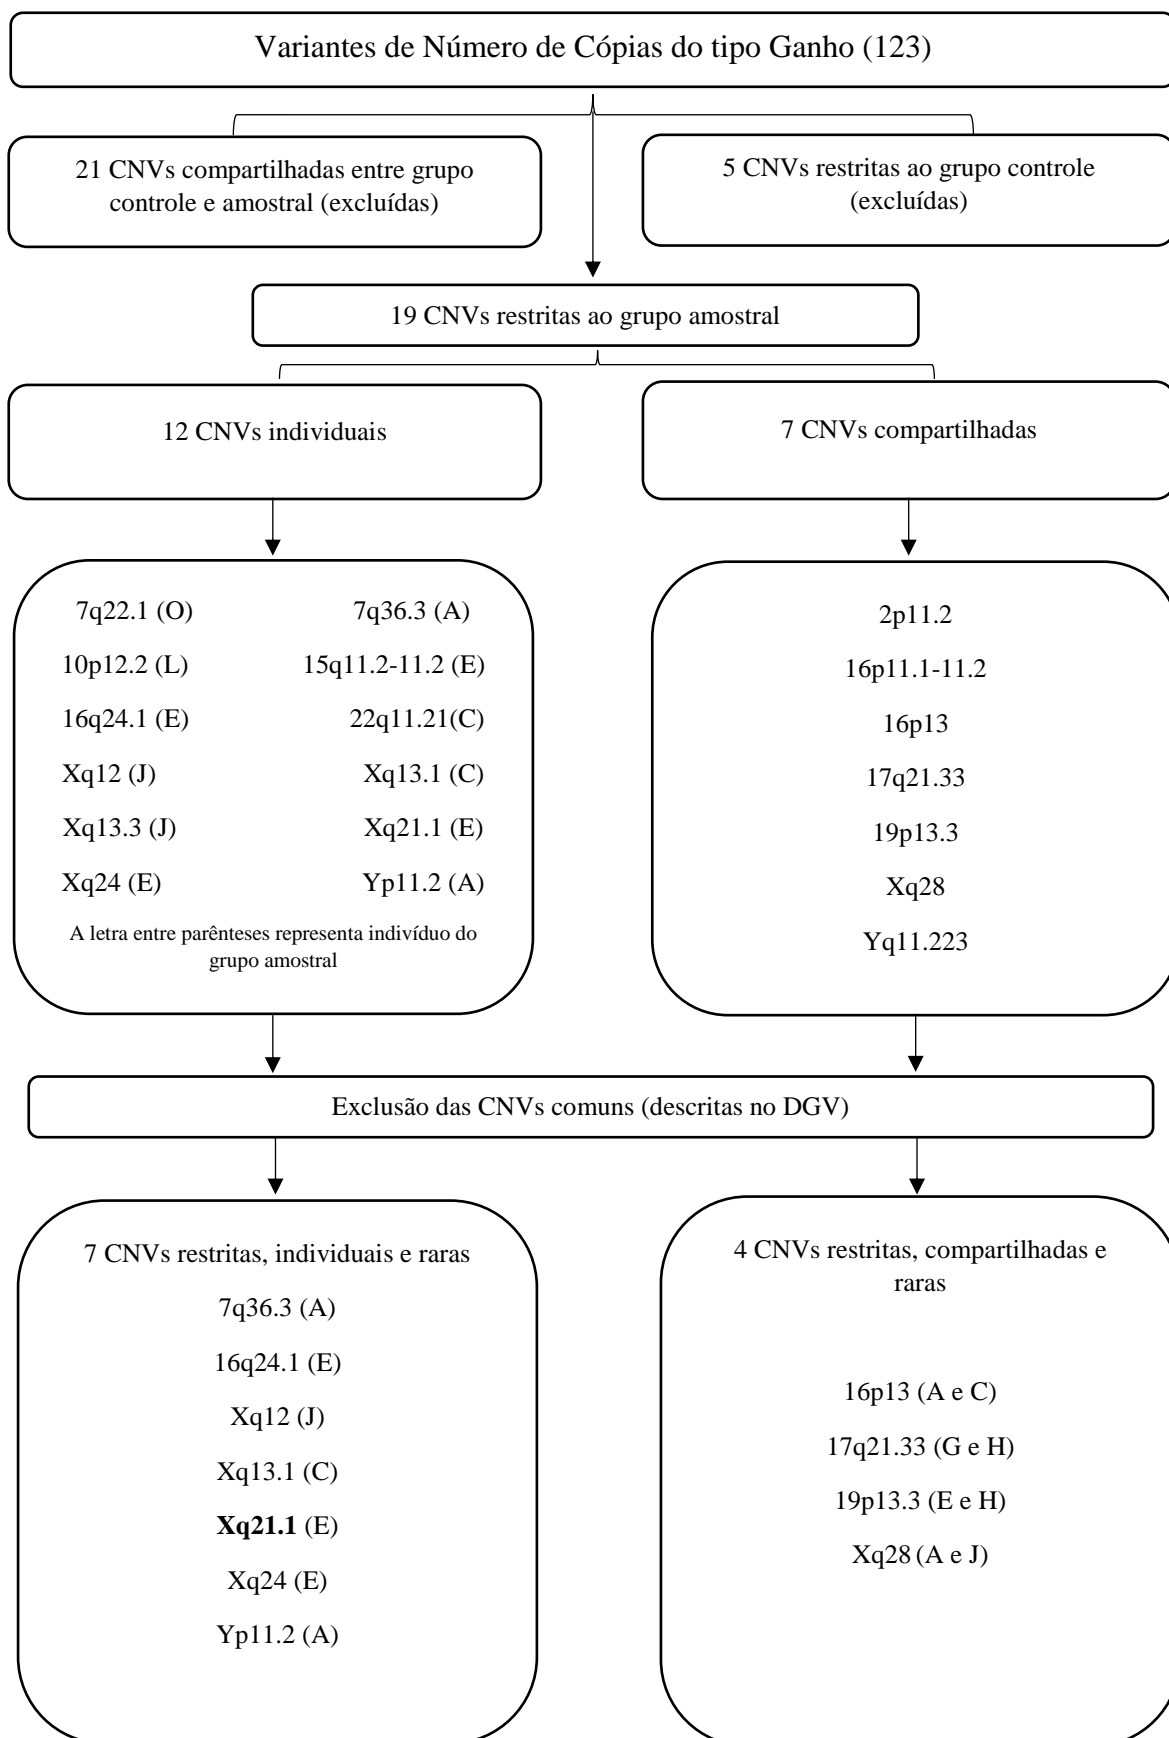 Variantes de Número de Cópias do tipo Ganho (123)
21 CNVs compartilhadas entre grupo
controle e amostral (excluídas)
5 CNVs restritas ao grupo controle
(excluídas)
19 CNVs restritas ao grupo amostral
12 CNVs individuais
7 CNVs compartilhadas
7q22.1 (O) 7q36.3 (A)
10p12.2 (L) 15q11.2-11.2 (E)
16q24.1 (E) 22q11.21(C)
Xq12 (J) Xq13.1 (C)
Xq13.3 (J) Xq21.1 (E)
Xq24 (E) Yp11.2 (A)
A letra entre parênteses representa indivíduo do
grupo amostral
2p11.2
16p11.1-11.2
16p13
17q21.33
19p13.3
Xq28
Yq11.223
Exclusão das CNVs comuns (descritas no DGV)
7 CNVs restritas, individuais e raras
7q36.3 (A)
16q24.1 (E)
Xq12 (J)
Xq13.1 (C)
Xq21.1 (E)
Xq24 (E)
Yp11.2 (A)
4 CNVs restritas, compartilhadas e
raras
16p13 (A e C)
17q21.33 (G e H)
19p13.3 (E e H)
Xq28 (A e J)